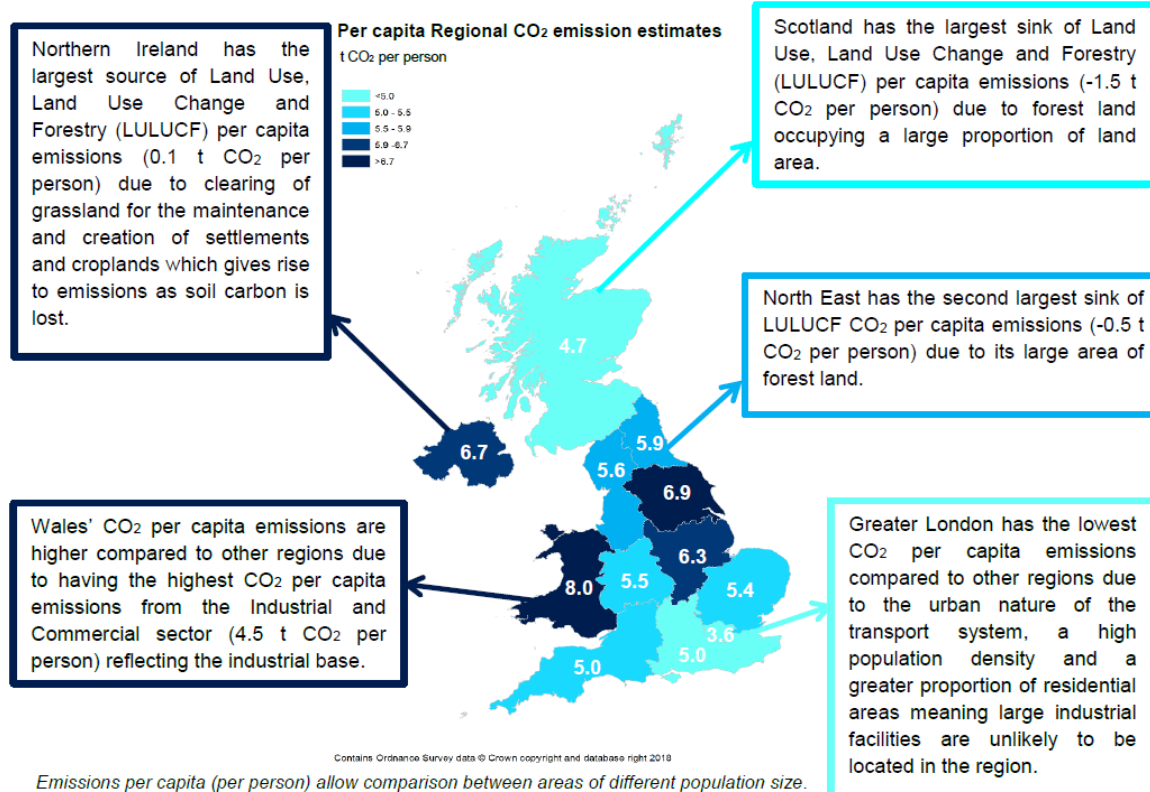 Per capita Regional CO₂ emission estimates
t CO₂ per person
<5.0
5.0 - 5.5
5.5 - 5.9
5.9 -6.7
>6.7
Northern Ireland has the
largest source of Land Use,
Land Use Change and
Forestry (LULUCF) per capita
emissions (0.1 t CO₂ per
person) due to clearing of
grassland for the maintenance
and creation of settlements
and croplands which gives rise
to emissions as soil carbon is
lost.
Scotland has the largest sink of Land
Use, Land Use Change and Forestry
(LULUCF) per capita emissions (-1.5 t
CO₂ per person) due to forest land
occupying a large proportion of land
area.
North East has the second largest sink of
LULUCF CO₂ per capita emissions (-0.5 t
CO₂ per person) due to its large area of
forest land.
4.7
6.7
5.9
5.6
6.9
6.3
8.0
5.5
5.4
3.6
5.0
5.0
Wales' CO₂ per capita emissions are
higher compared to other regions due
to having the highest CO₂ per capita
emissions from the Industrial and
Commercial sector (4.5 t CO₂ per
person) reflecting the industrial base.
Greater London has the lowest
CO₂ per capita emissions
compared to other regions due
to the urban nature of the
transport system, a high
population density and a
greater proportion of residential
areas meaning large industrial
facilities are unlikely to be
located in the region.
Contains Ordnance Survey data © Crown copyright and database right 2018
Emissions per capita (per person) allow comparison between areas of different population size.